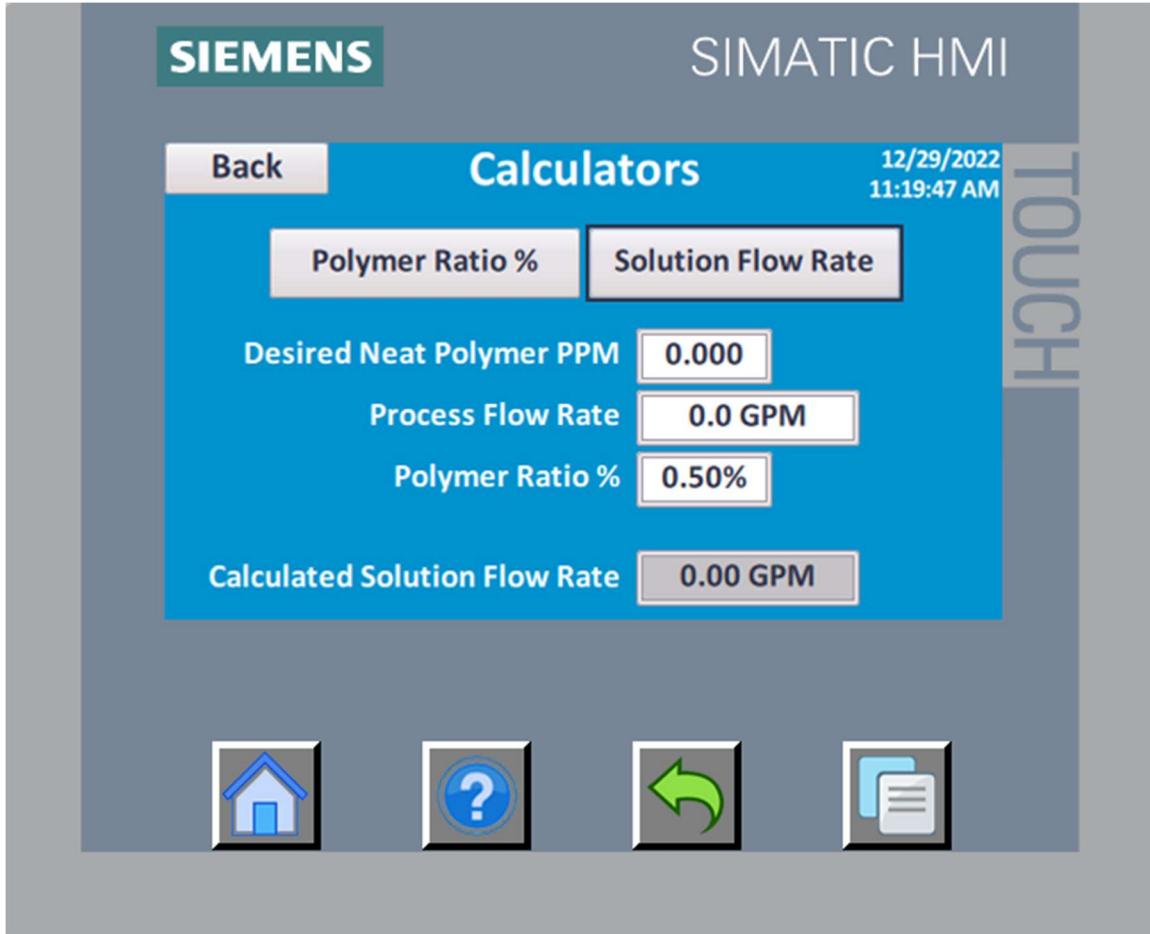 SIEMENS
SIMATIC HMI
TOUCH
Back
Calculators
12/29/2022
11:19:47 AM
Polymer Ratio %
Solution Flow Rate
Desired Neat Polymer PPM 0.000
Process Flow Rate 0.0 GPM
Polymer Ratio % 0.50%
Calculated Solution Flow Rate 0.00 GPM
?